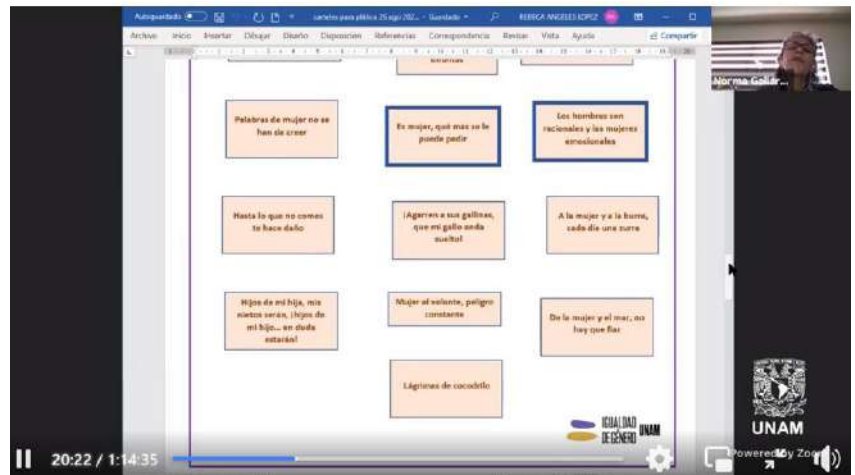 Autoguardado
carteles para plática 25 ago 202... - Guardado
REBECA ANGELES LOPEZ
Archivo Inicio Insertar Dibujar Diseño Disposición Referencias Correspondencia Revisar Vista Ayuda Compartir
Palabras de mujer no se
han de creer
Es mujer, qué mas se le
puede pedir
Los hombres son
racionales y las mujeres
emocionales
Hasta lo que no comes
te hace daño
¡Agarren a sus gallinas,
que mi gallo anda
suelto!
A la mujer y a la burra,
cada día una zurra
Hijos de mi hija, mis
nietos serán, ¡hijos de
mi hijo... en duda
estarán!
Mujer al volante, peligro
constante
De la mujer y el mar, no
hay que fiar
Lágrimas de cocodrilo
IGUALDAD
DE GÉNERO UNAM
UNAM
Powered by Zoom
20:22 / 1:14:35